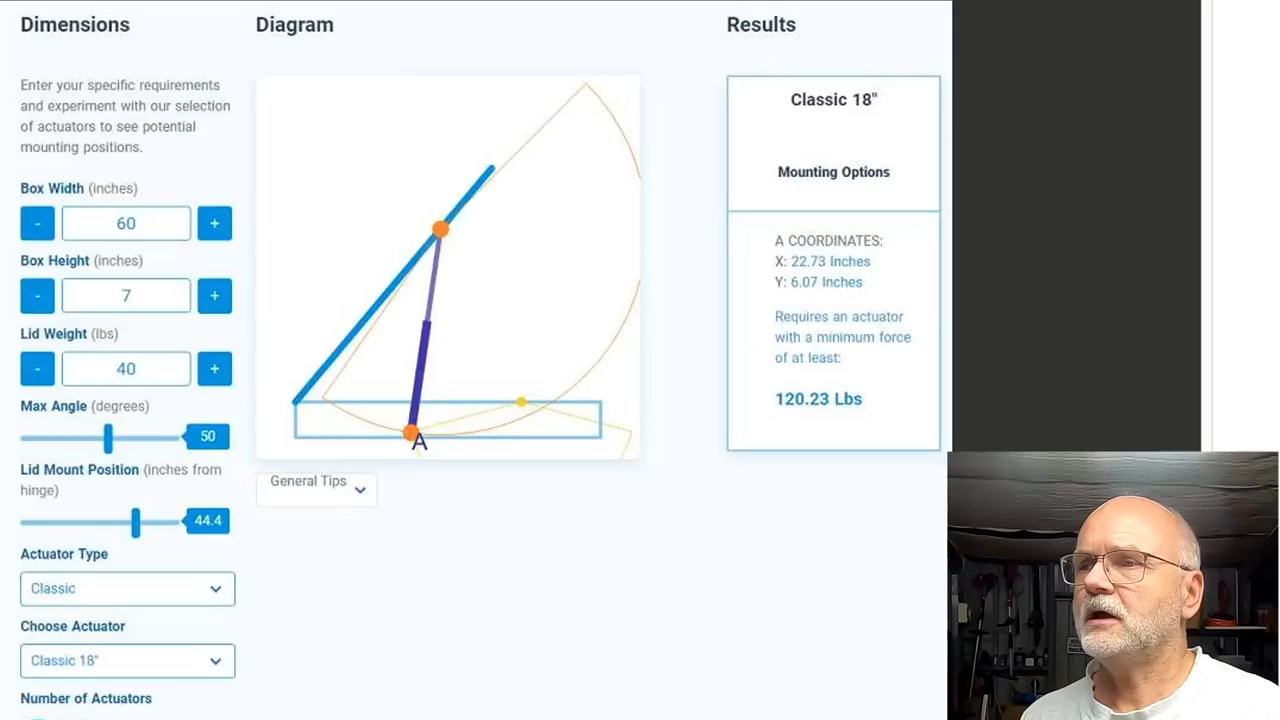 Dimensions
Enter your specific requirements
and experiment with our selection
of actuators to see potential
mounting positions.
Box Width (inches)
- 60 +
Box Height (inches)
- 7 +
Lid Weight (lbs)
- 40 +
Max Angle (degrees)
50
Lid Mount Position (inches from
hinge)
44.4
Actuator Type
Classic
Choose Actuator
Classic 18"
Number of Actuators
Diagram
A
General Tips
Results
Classic 18"
Mounting Options
A COORDINATES:
X: 22.73 Inches
Y: 6.07 Inches
Requires an actuator
with a minimum force
of at least:
120.23 Lbs